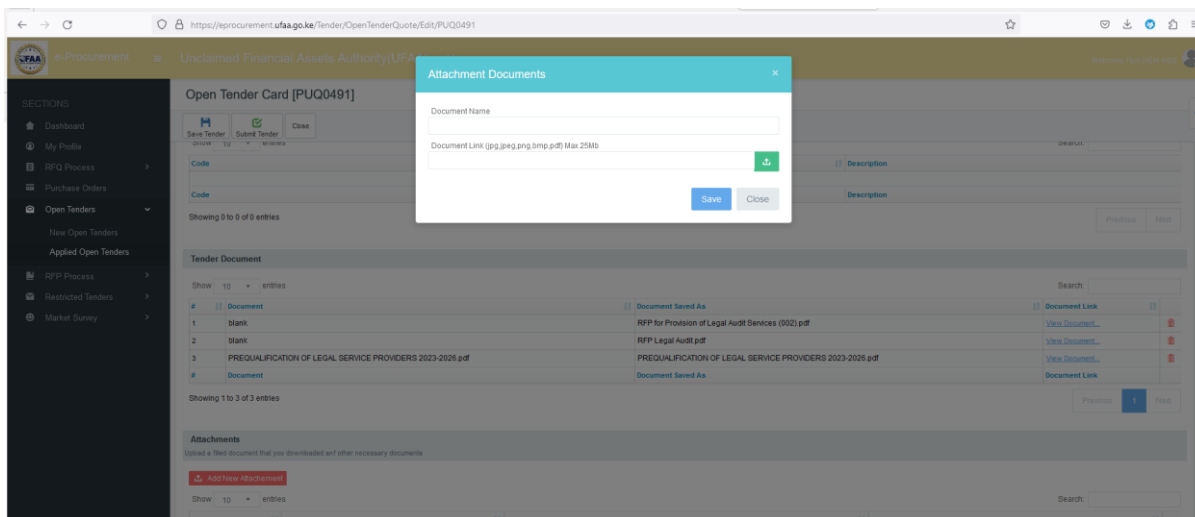 https://eprocurement.ufaa.go.ke/Tender/OpenTenderQuote/Edit/PUQ0491
UFAA e-Procurement
Unclaimed Financial Assets Authority(UFAA
SECTIONS
Dashboard
My Profile
RFQ Process
Purchase Orders
Open Tenders
New Open Tenders
Applied Open Tenders
RFP Process
Restricted Tenders
Market Survey
Open Tender Card [PUQ0491]
Save Tender
Submit Tender
Close
Show 10 entries
Search:
Code
Description
Code
Description
Showing 0 to 0 of 0 entries
Previous
Next
Attachment Documents
×
Document Name
Document Link (jpg,jpeg,png,bmp,pdf) Max 25Mb
Save
Close
Tender Document
Show 10 entries
Search:
# Document Document Saved As Document Link
1 blank RFP for Provision of Legal Audit Services (002).pdf View Document...
2 blank RFP Legal Audit.pdf View Document...
3 PREQUALIFICATION OF LEGAL SERVICE PROVIDERS 2023-2026.pdf PREQUALIFICATION OF LEGAL SERVICE PROVIDERS 2023-2026.pdf View Document...
# Document Document Saved As Document Link
Showing 1 to 3 of 3 entries
Previous 1 Next
Attachments
Upload a filled document that you downloaded anf other necessary documents
Add New Attachement
Show 10 entries
Search: